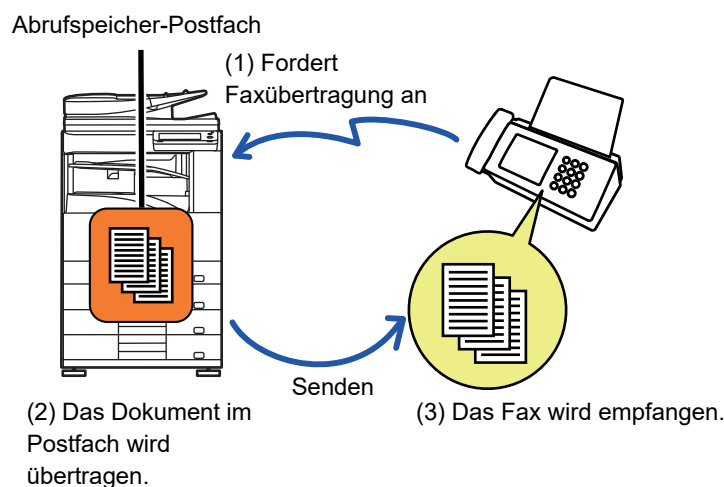 Abrufspeicher-Postfach
(1) Fordert
Faxübertragung an
Senden
(2) Das Dokument im
Postfach wird
übertragen.
(3) Das Fax wird empfangen.